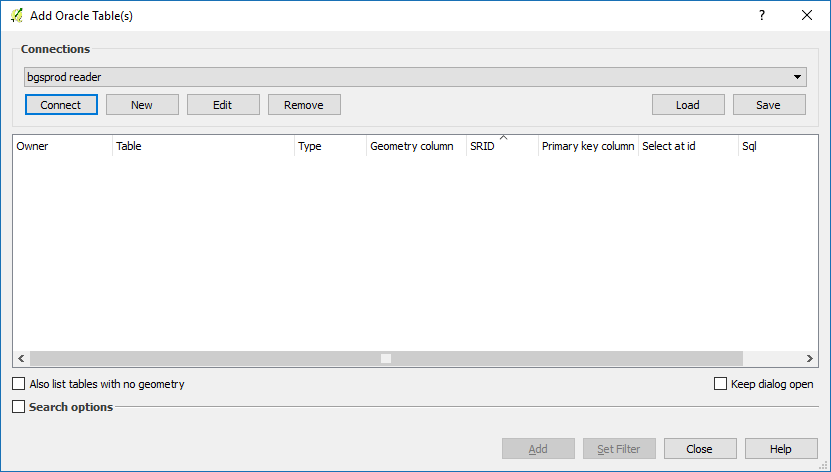 Add Oracle Table(s)
?
Connections
bgsprod reader
Connect New Edit Remove Load Save
Owner Table Type Geometry column SRID Primary key column Select at id Sql
Also list tables with no geometry Keep dialog open
Search options
Add Set Filter Close Help